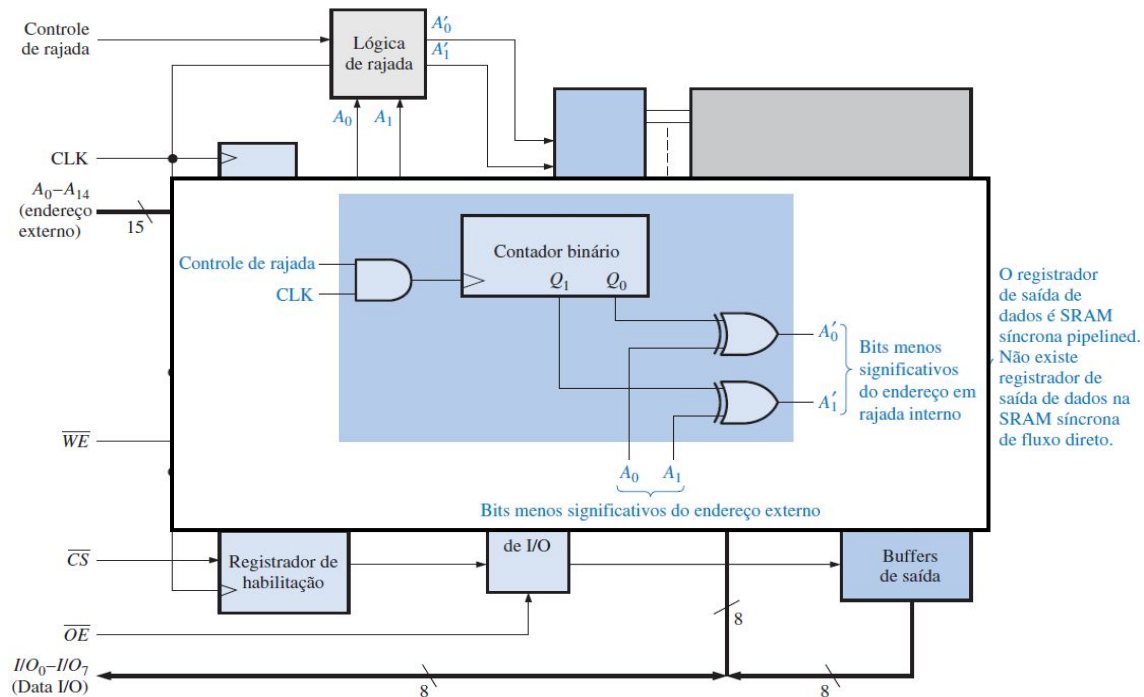 Controle
de rajada
Lógica
de rajada
A′0
A′1
A0
A1
CLK
A0–A14
(endereço
externo)
15
Controle de rajada
CLK
Contador binário
Q1
Q0
A′0
A′1
Bits menos
significativos
do endereço em
rajada interno
A0
A1
Bits menos significativos do endereço externo
O registrador
de saída de
dados é SRAM
síncrona pipelined.
Não existe
registrador de
saída de dados na
SRAM síncrona
de fluxo direto.
WE
CS
Registrador de
habilitação
de I/O
Buffers
de saída
8
OE
I/O0–I/O7
(Data I/O)
8
8